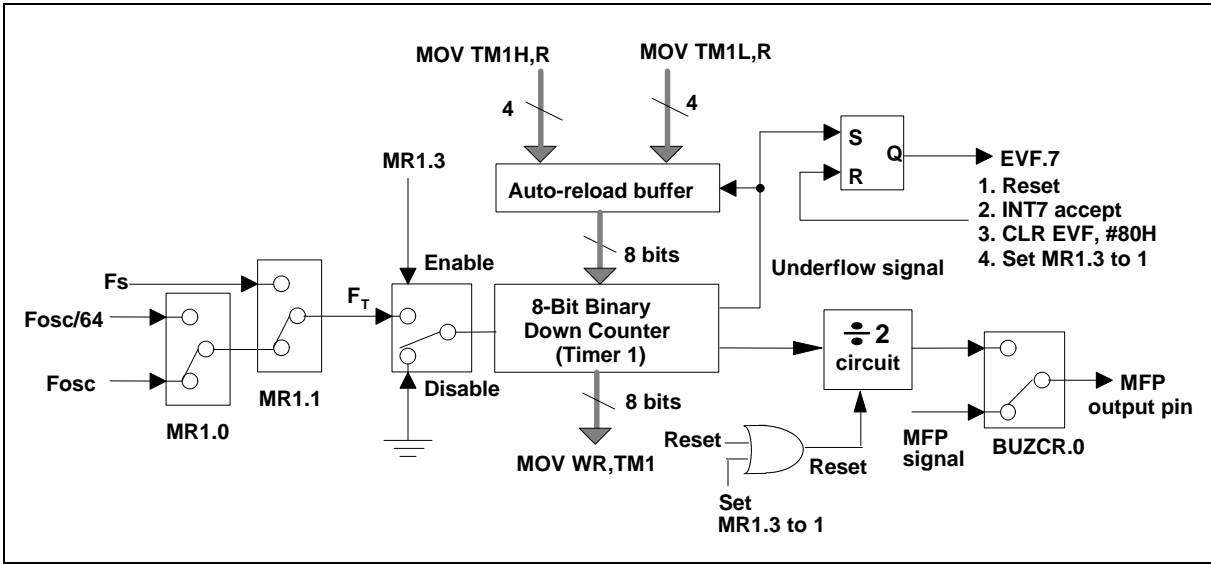 MOV TM1H,R
MOV TM1L,R
4
4
S
Q
R
EVF.7
1. Reset
2. INT7 accept
3. CLR EVF, #80H
4. Set MR1.3 to 1
MR1.3
Auto-reload buffer
8 bits
Underflow signal
Enable
Fs
FT
Fosc/64
Fosc
MR1.0
MR1.1
Disable
8-Bit Binary
Down Counter
(Timer 1)
÷ 2
circuit
8 bits
MOV WR,TM1
Reset
Reset
Set
MR1.3 to 1
MFP
signal
BUZCR.0
MFP
output pin